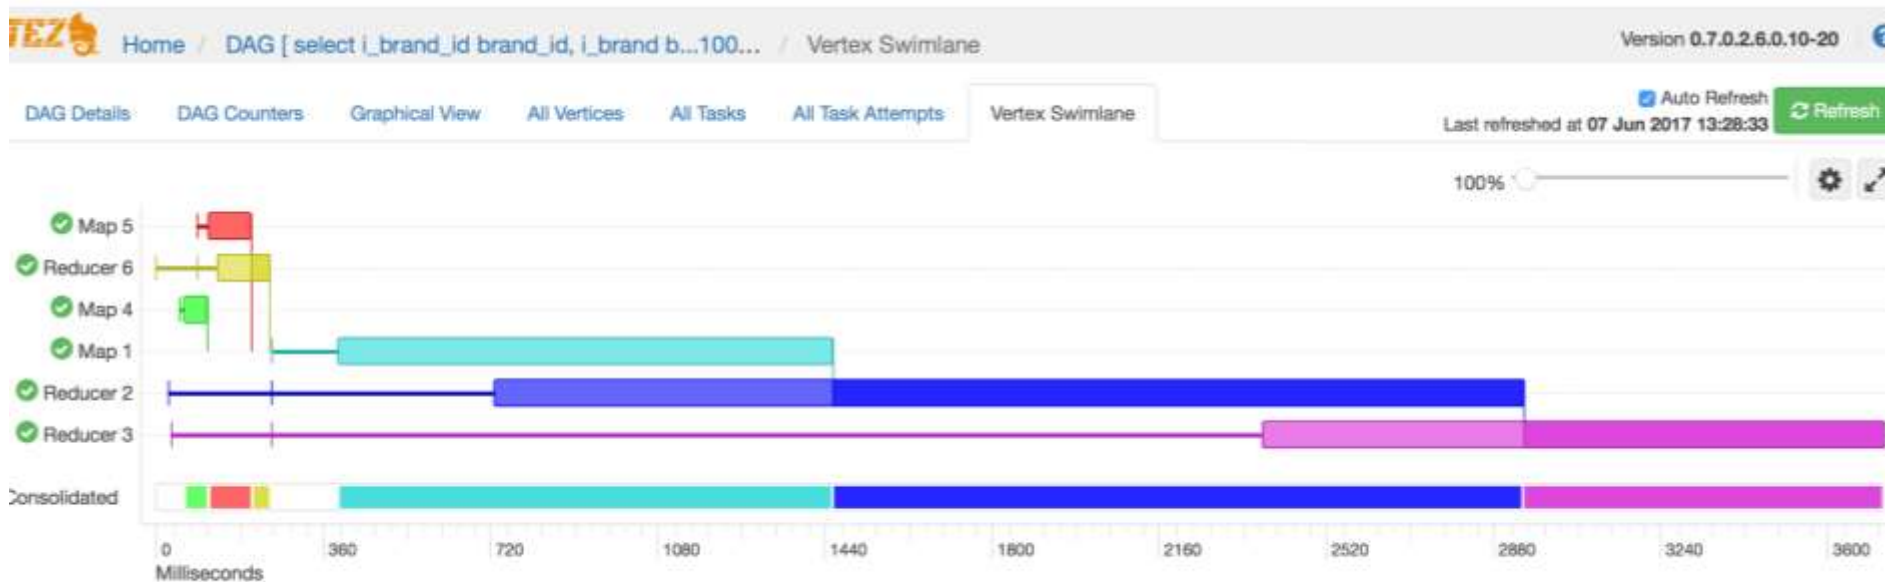 TEZ Home / DAG [ select i_brand_id brand_id, i_brand b...100... / Vertex Swimlane Version 0.7.0.2.6.0.10-20
DAG Details DAG Counters Graphical View All Vertices All Tasks All Task Attempts Vertex Swimlane Auto Refresh Refresh
Last refreshed at 07 Jun 2017 13:28:33
100%
Map 5
Reducer 6
Map 4
Map 1
Reducer 2
Reducer 3
Consolidated
0 360 720 1080 1440 1800 2160 2520 2880 3240 3600
Milliseconds